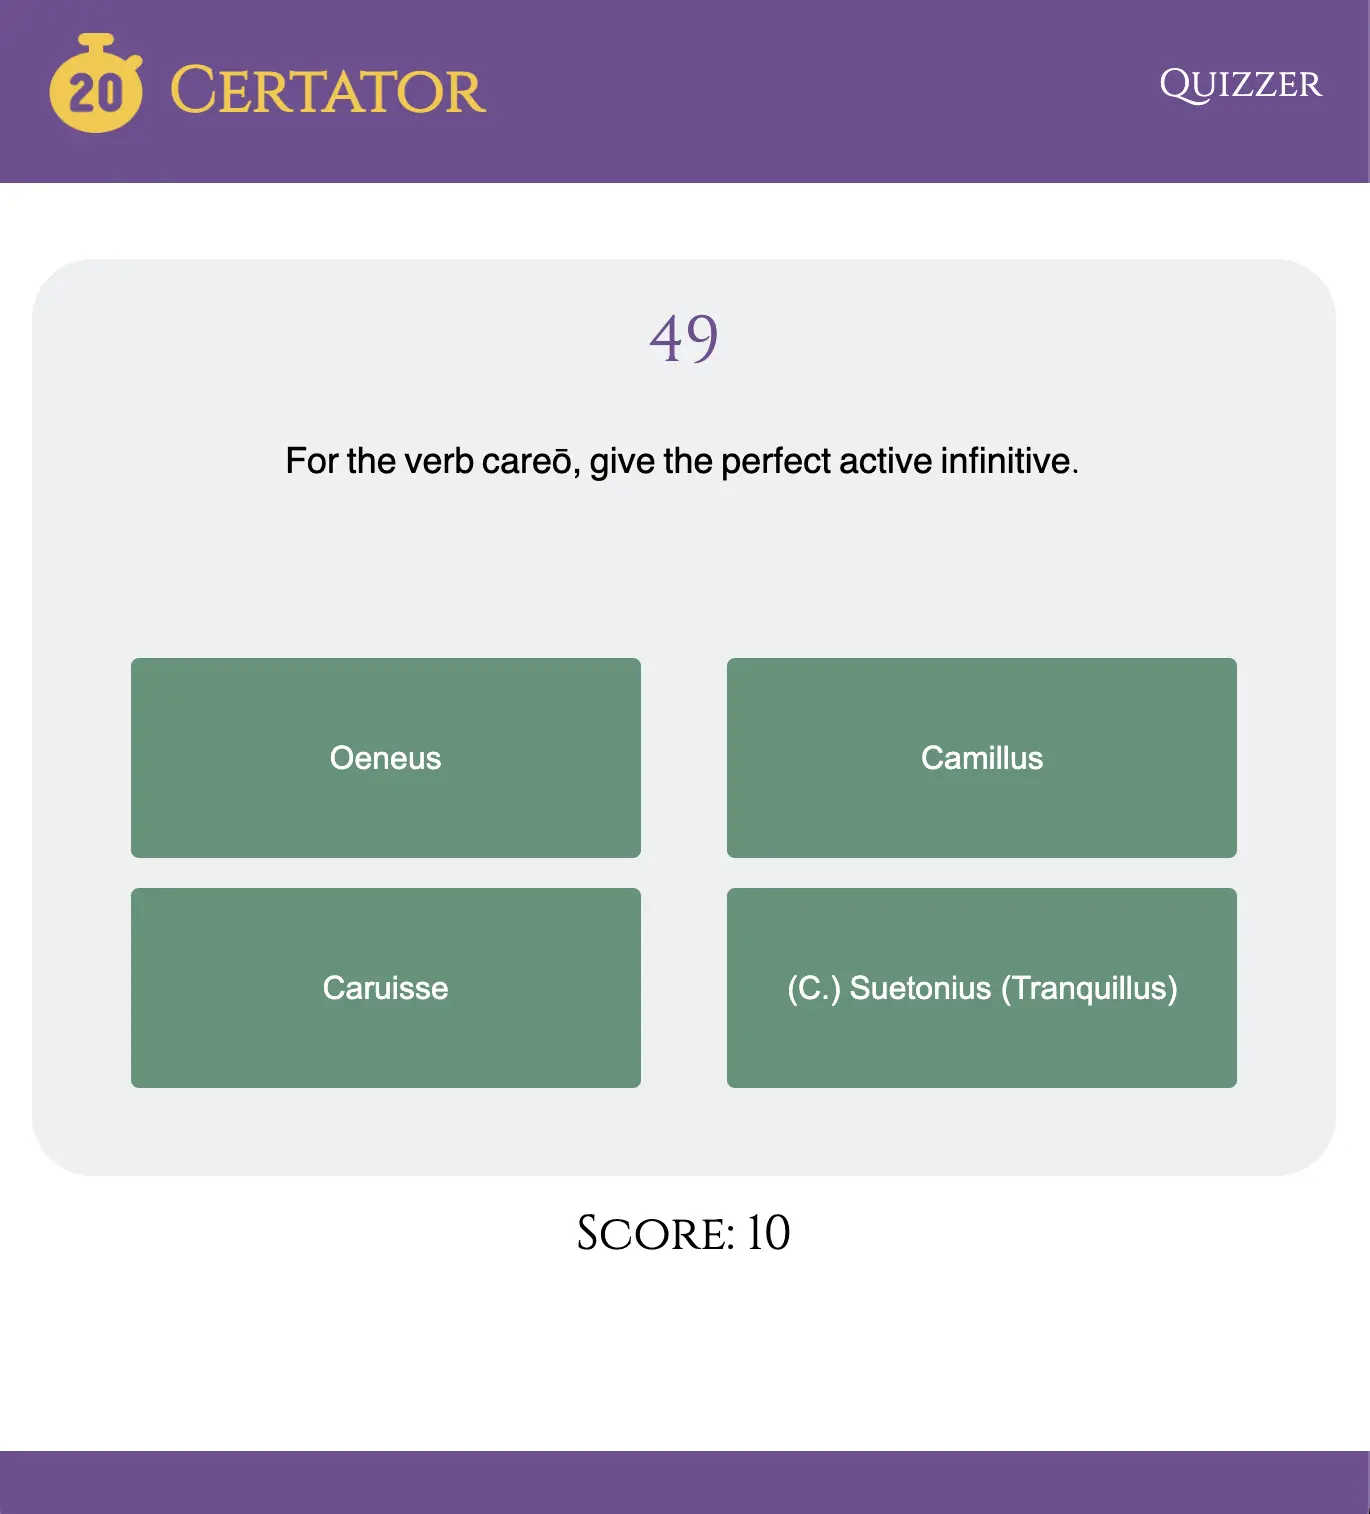 20 Certator
Quizzer
49
For the verb careō, give the perfect active infinitive.
Oeneus
Camillus
Caruisse
(C.) Suetonius (Tranquillus)
Score: 10